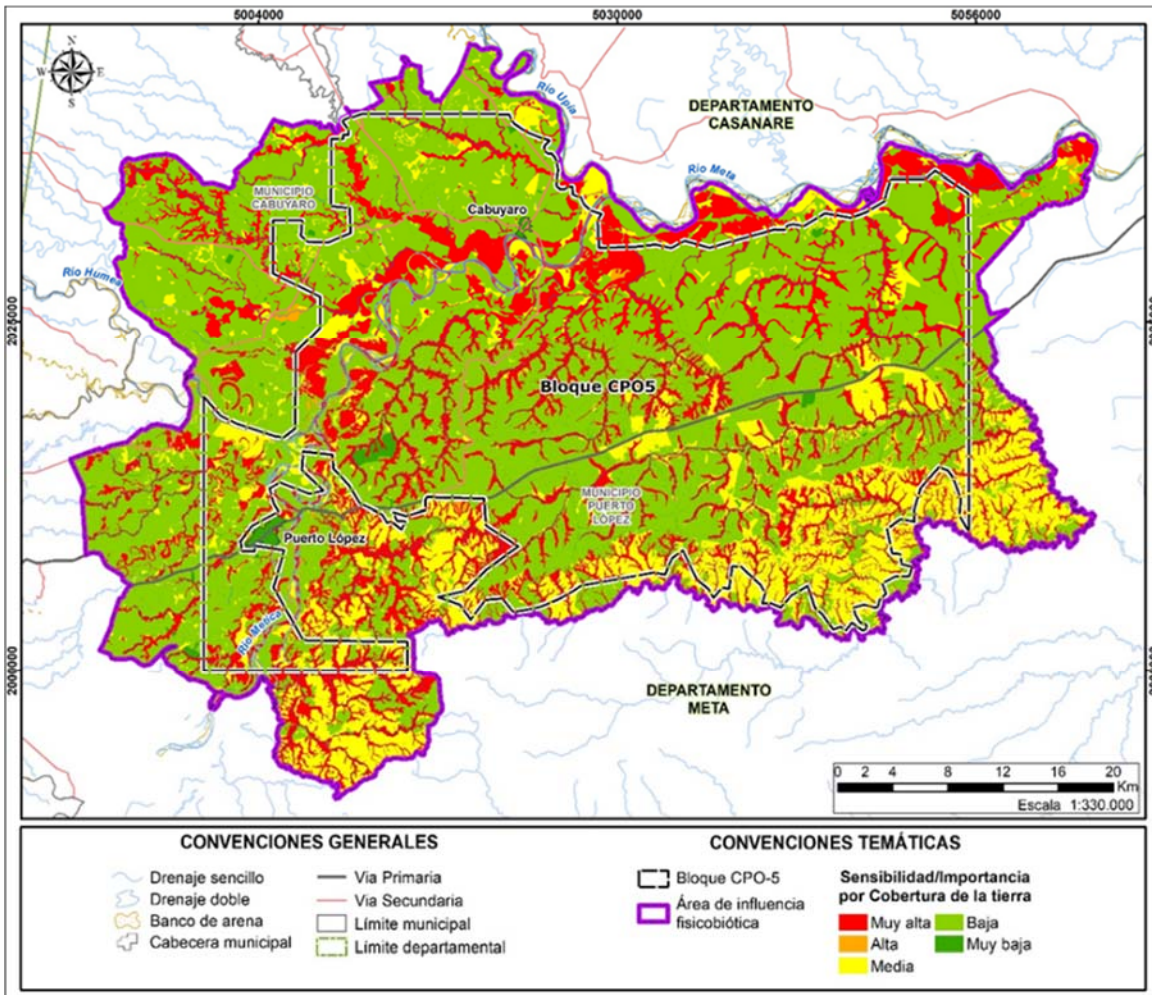 5004000
5030000
5056000
N
W
E
S
Río Upía
DEPARTAMENTO
CASANARE
Río Meta
MUNICIPIO
CABUYARO
Cabuyaro
Río Humea
2025000
Bloque CPO5
MUNICIPIO
PUERTO
LÓPEZ
Puerto López
Río Metica
2000000
DEPARTAMENTO
META
0 2 4 8 12 16 20
Km
Escala 1:330.000
CONVENCIONES GENERALES
Drenaje sencillo
Drenaje doble
Banco de arena
Cabecera municipal
Via Primaria
Via Secundaria
Límite municipal
Límite departamental
CONVENCIONES TEMÁTICAS
Bloque CPO-5
Área de influencia
fisicobiótica
Sensibilidad/Importancia
por Cobertura de la tierra
Muy alta
Alta
Media
Baja
Muy baja